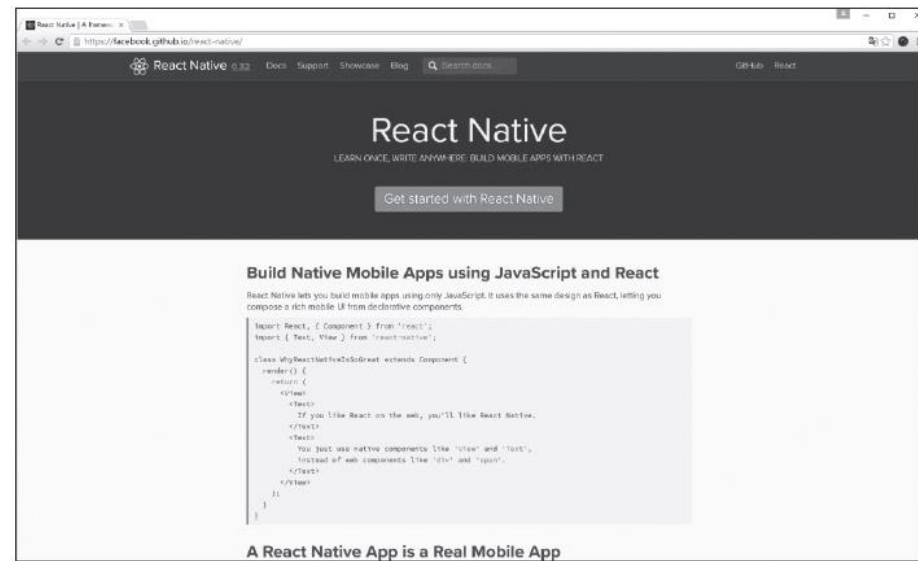 React Native | A framew
https://facebook.github.io/react-native/
React Native 0.32 Docs Support Showcase Blog Search docs... GitHub React
React Native
LEARN ONCE, WRITE ANYWHERE: BUILD MOBILE APPS WITH REACT
Get started with React Native
Build Native Mobile Apps using JavaScript and React
React Native lets you build mobile apps using only JavaScript. It uses the same design as React, letting you
compose a rich mobile UI from declarative components.
import React, { Component } from 'react';
import { Text, View } from 'react-native';
class WhyReactNativeIsSoGreat extends Component {
render() {
return (
<View>
<Text>
If you like React on the web, you'll like React Native.
</Text>
<Text>
You just use native components like 'View' and 'Text',
instead of web components like 'div' and 'span'.
</Text>
</View>
);
}
}
A React Native App is a Real Mobile App